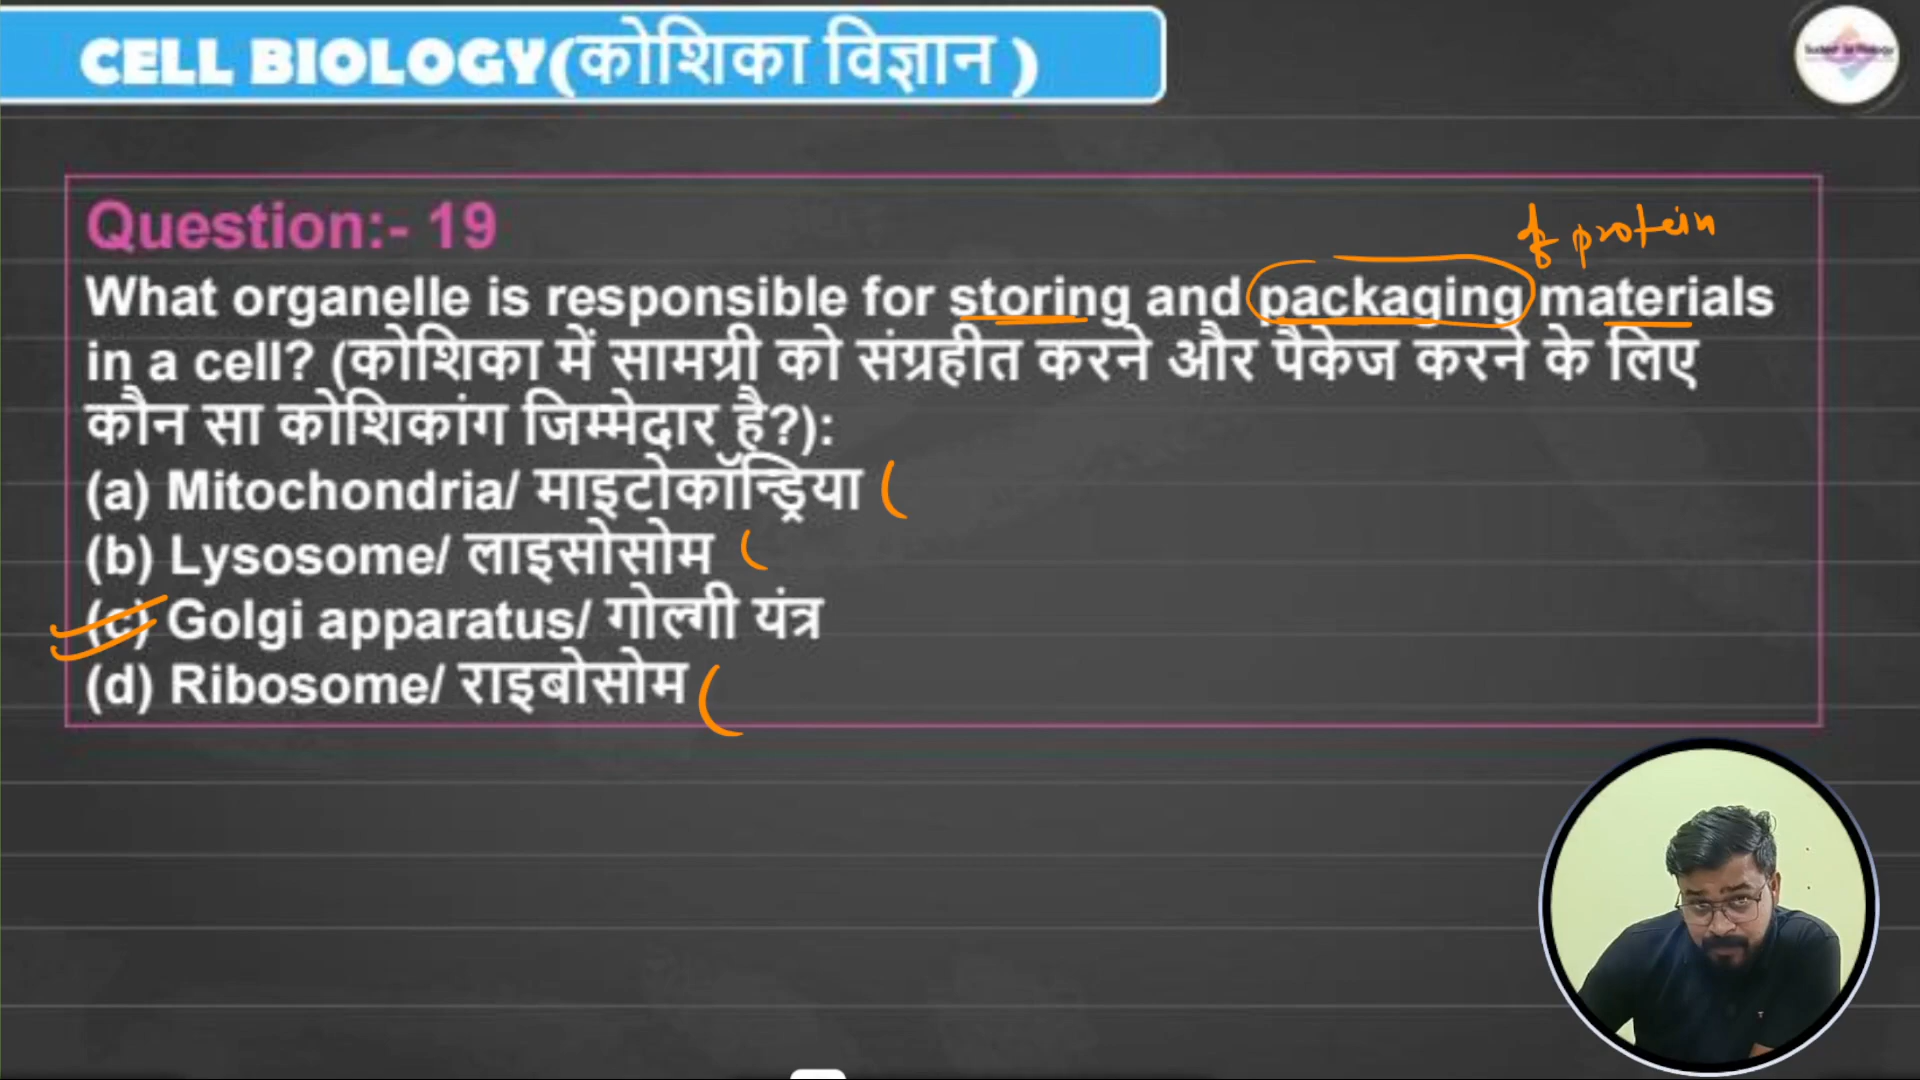 CELL BIOLOGY(कोशिका विज्ञान )
Question:- 19
of protein
What organelle is responsible for storing and packaging materials
in a cell? (कोशिका में सामग्री को संग्रहीत करने और पैकेज करने के लिए
कौन सा कोशिकांग जिम्मेदार है?):
(a) Mitochondria/ माइटोकॉन्ड्रिया
(b) Lysosome/ लाइसोसोम
(c) Golgi apparatus/ गोल्गी यंत्र
(d) Ribosome/ राइबोसोम